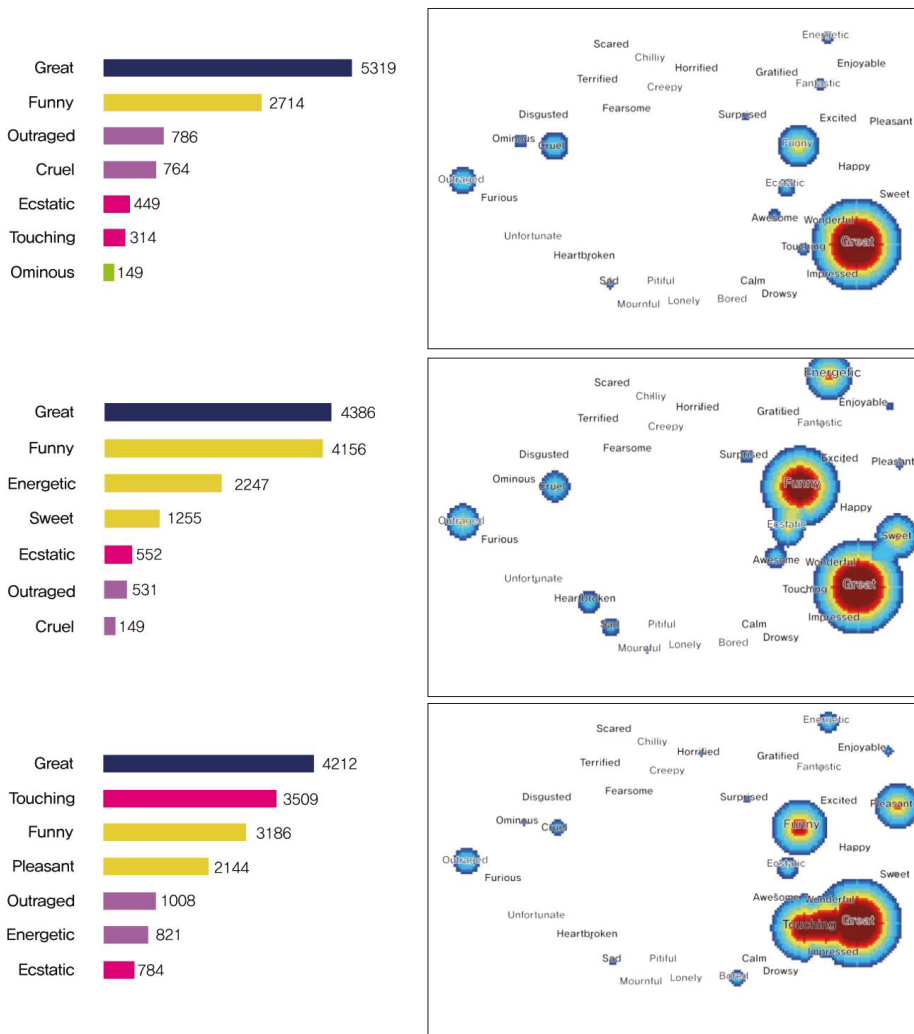 Great 5319
Funny 2714
Outraged 786
Cruel 764
Ecstatic 449
Touching 314
Ominous 149
Energetic
Scared
Chilliy
Enjoyable
Horrified
Gratified
Terrified
Creepy
Fantastic
Fearsome
Disgusted
Surprised
Excited
Pleasant
Ominous
Cruel
Funny
Happy
Outraged
Ecstatic
Furious
Sweet
Awesome
Wonderful
Unfortunate
Great
Touching
Heartbroken
Impressed
Sad
Pitiful
Calm
Drowsy
Mournful
Lonely
Bored
Great 4386
Funny 4156
Energetic 2247
Sweet 1255
Ecstatic 552
Outraged 531
Cruel 149
Energetic
Scared
Chilliy
Enjoyable
Horrified
Gratified
Terrified
Creepy
Fantastic
Fearsome
Disgusted
Surprised
Excited
Pleasant
Ominous
Cruel
Funny
Happy
Outraged
Ecstatic
Furious
Sweet
Awesome
Wonderful
Unfortunate
Great
Touching
Heartbroken
Impressed
Sad
Pitiful
Calm
Drowsy
Mournful
Lonely
Bored
Great 4212
Touching 3509
Funny 3186
Pleasant 2144
Outraged 1008
Energetic 821
Ecstatic 784
Energetic
Scared
Chilliy
Enjoyable
Horrified
Gratified
Terrified
Creepy
Fantastic
Fearsome
Disgusted
Surprised
Excited
Pleasant
Ominous
Cruel
Funny
Happy
Outraged
Ecstatic
Furious
Sweet
Awesome
Wonderful
Unfortunate
Great
Touching
Heartbroken
Impressed
Sad
Pitiful
Calm
Drowsy
Mournful
Lonely
Bored